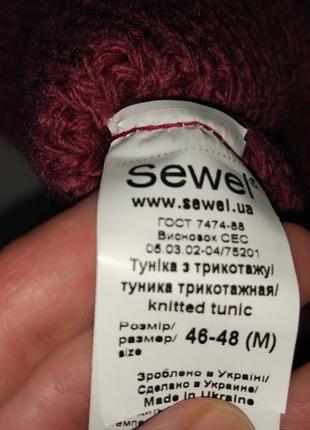 sewel®
www.sewel.ua
ГОСТ 7474-88
Висновок СЕС
05.03.02-04/75201
Туніка з трикотажу/
туника трикотажная/
knitted tunic
Розмір/
размер/ 46-48 (M)
size
Зроблено в Україні/
Сделано в Украине/
Made in Ukraine